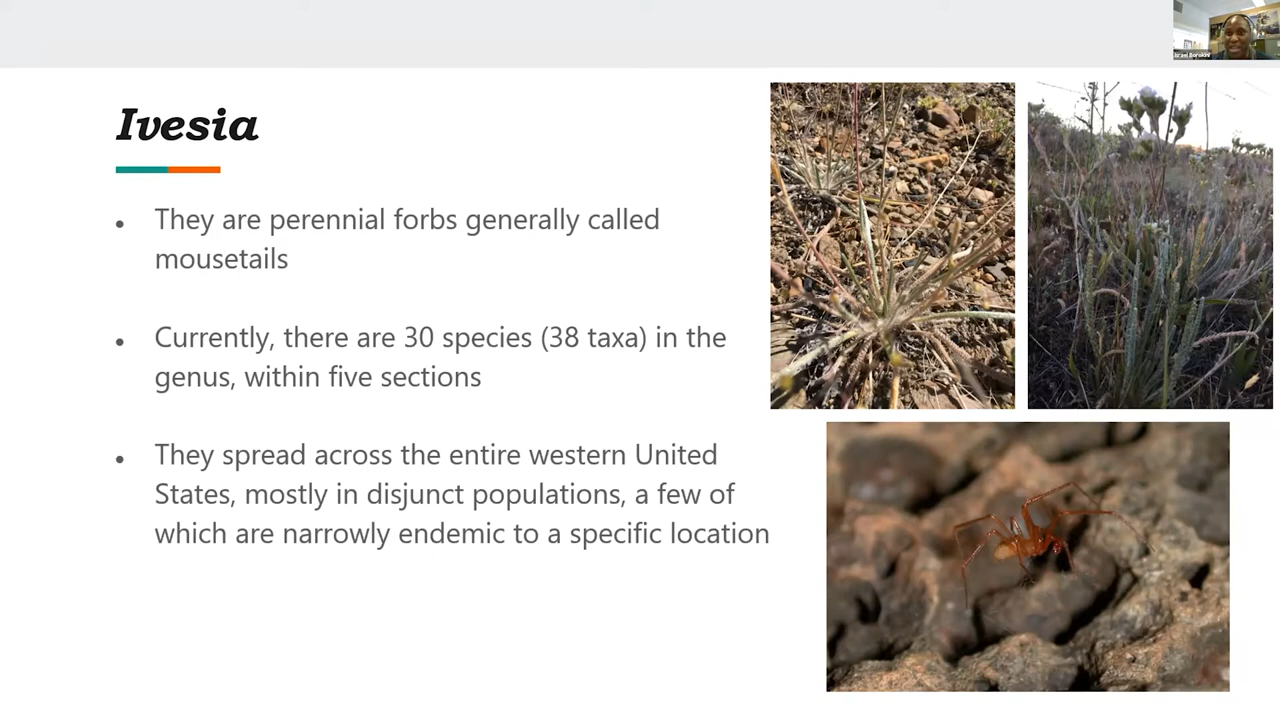 Ivesia
• They are perennial forbs generally called
mousetails
• Currently, there are 30 species (38 taxa) in the
genus, within five sections
• They spread across the entire western United
States, mostly in disjunct populations, a few of
which are narrowly endemic to a specific location
Israel Borokini